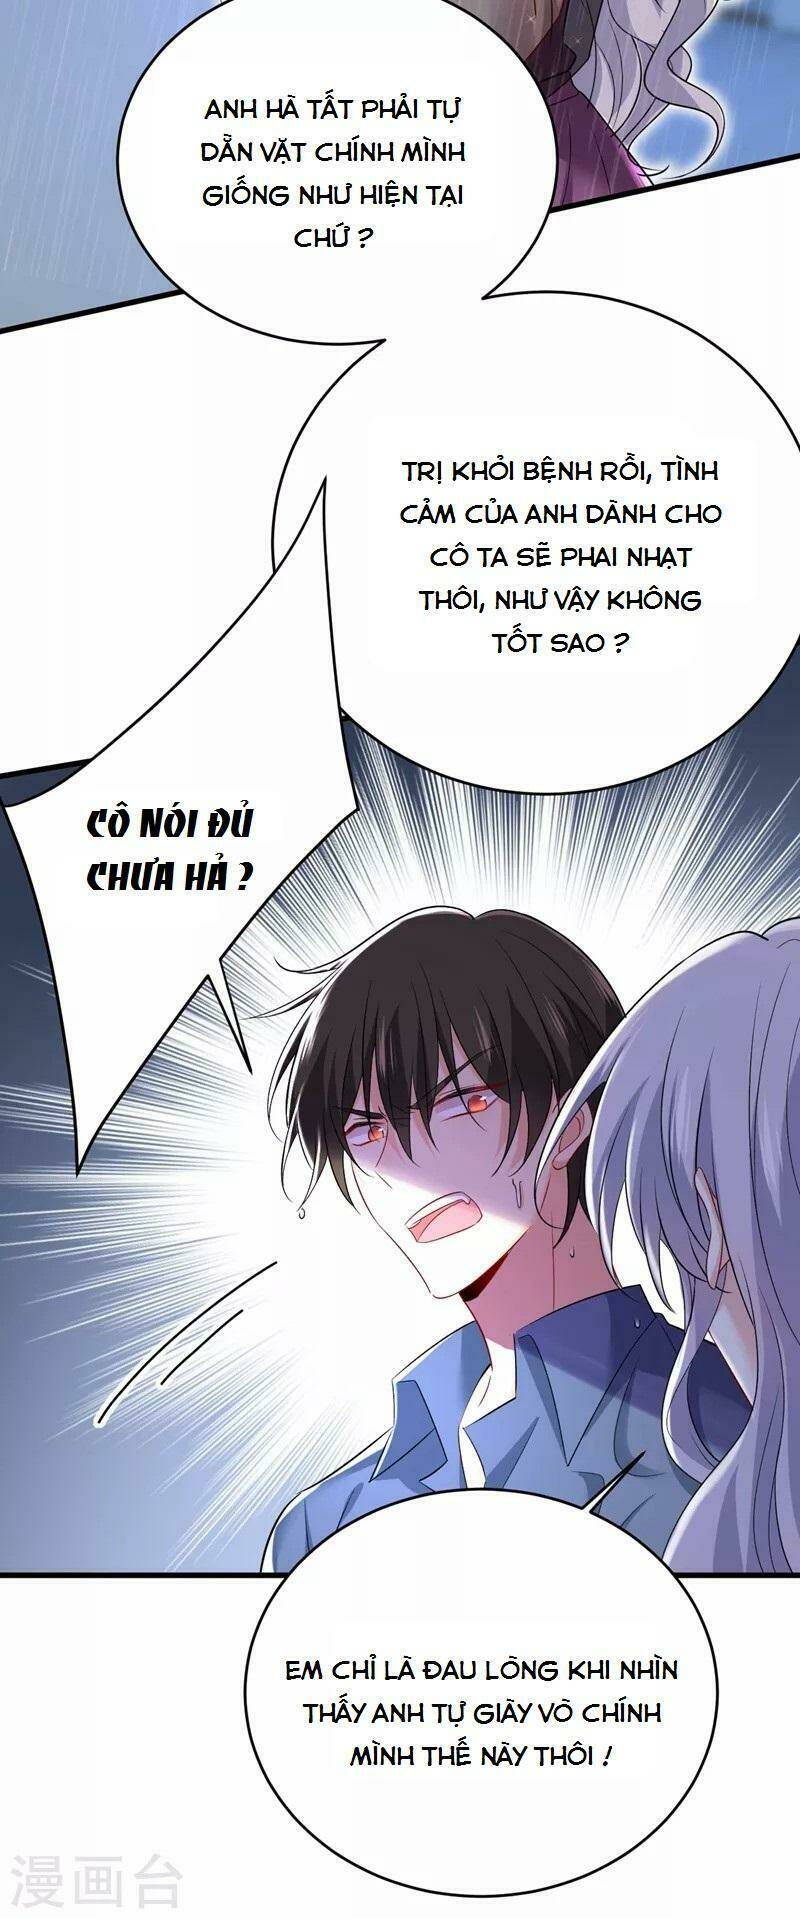 ANH HÀ TẤT PHẢI TỰ
DẰN VẶT CHÍNH MÌNH
GIỐNG NHƯ HIỆN TẠI
CHỨ ?
TRỊ KHỎI BỆNH RỒI, TÌNH
CẢM CỦA ANH DÀNH CHO
CÔ TA SẼ PHAI NHẠT
THÔI, NHƯ VẬY KHÔNG
TỐT SAO ?
CÔ NÓI ĐỦ
CHƯA HẢ ?
EM CHỈ LÀ ĐAU LÒNG KHI NHÌN
THẤY ANH TỰ GIÀY VÒ CHÍNH
MÌNH THẾ NÀY THÔI !
漫画台